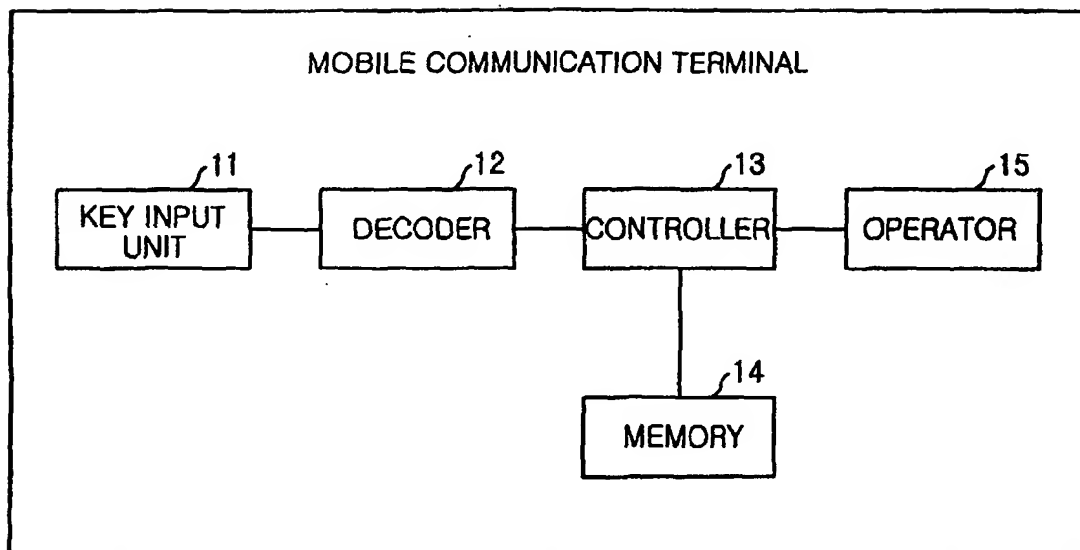 MOBILE COMMUNICATION TERMINAL
11
12
13
15
KEY INPUT
UNIT
DECODER
CONTROLLER
OPERATOR
14
MEMORY